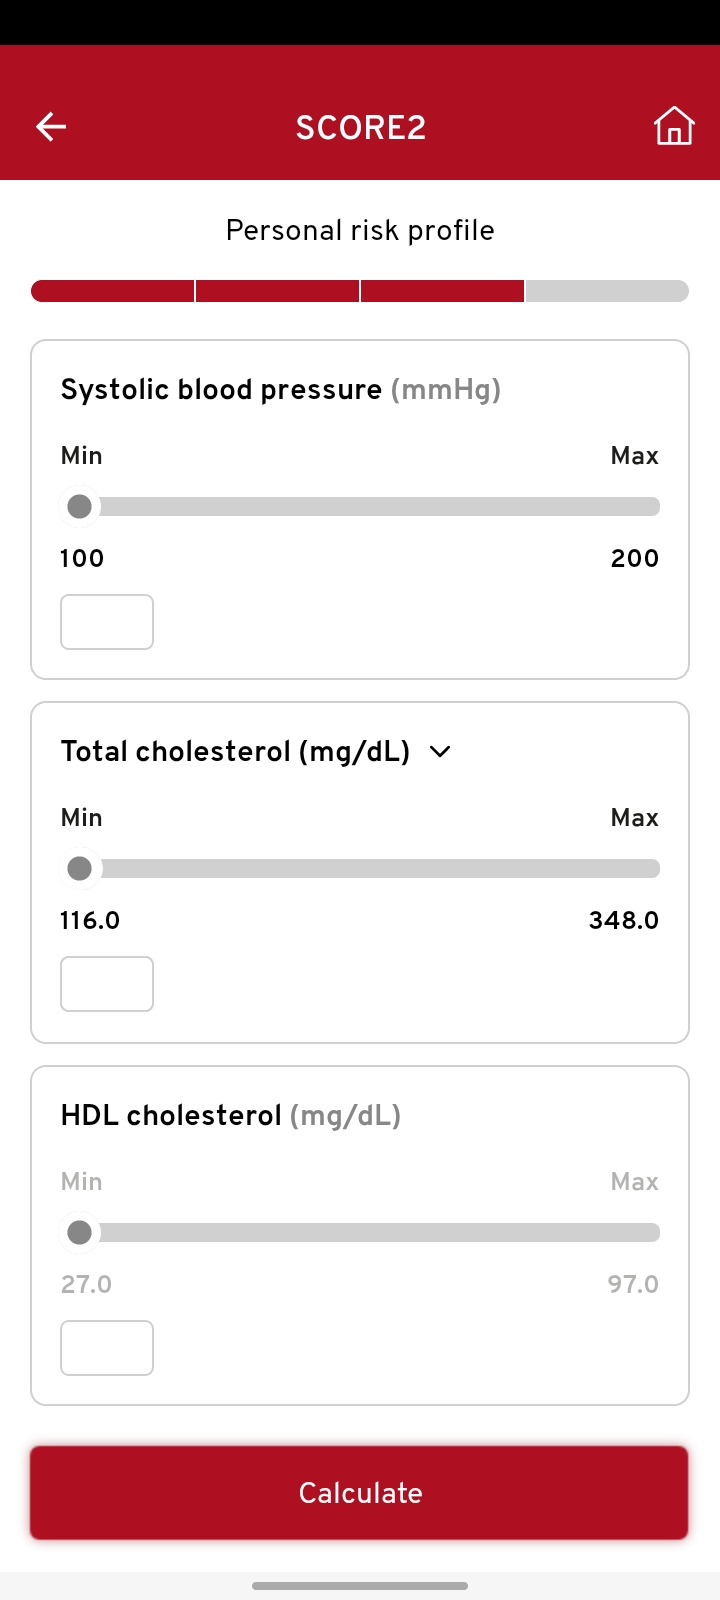 SCORE2
Personal risk profile
Systolic blood pressure (mmHg)
Min Max
100 200
Total cholesterol (mg/dL)
Min Max
116.0 348.0
HDL cholesterol (mg/dL)
Min Max
27.0 97.0
Calculate